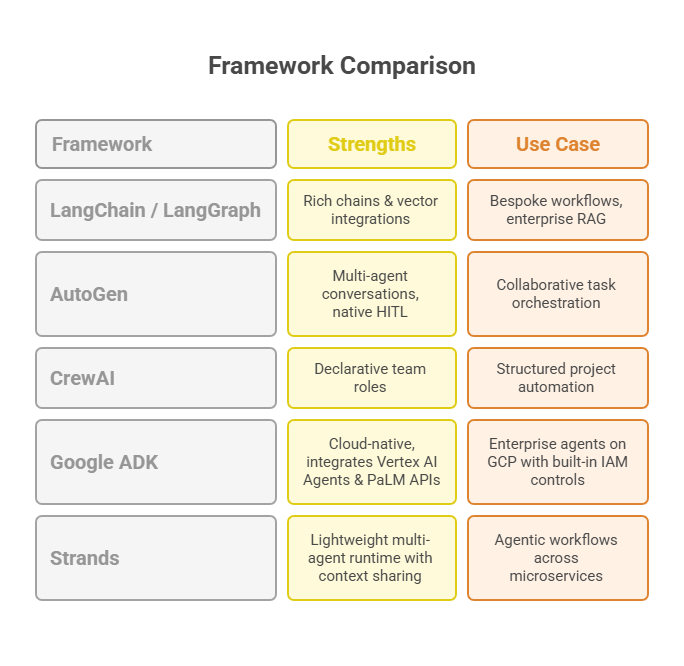 Framework Comparison
Framework
Strengths
Use Case
LangChain / LangGraph
Rich chains & vector
integrations
Bespoke workflows,
enterprise RAG
AutoGen
Multi-agent
conversations,
native HITL
Collaborative task
orchestration
CrewAI
Declarative team
roles
Structured project
automation
Google ADK
Cloud-native,
integrates Vertex AI
Agents & PaLM APIs
Enterprise agents on
GCP with built-in IAM
controls
Strands
Lightweight multi-
agent runtime with
context sharing
Agentic workflows
across
microservices